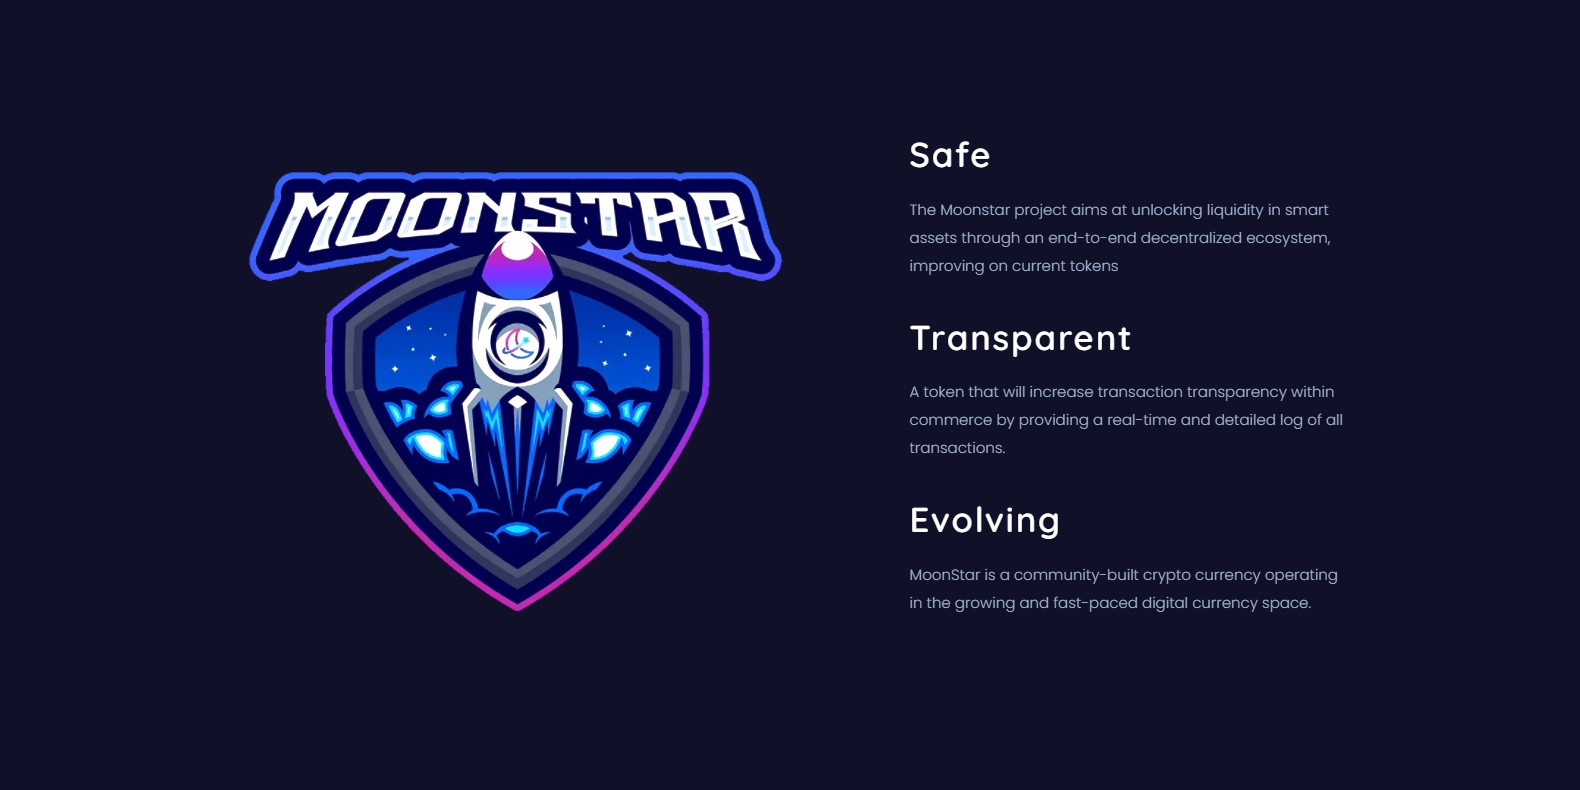 MOONSTAR
Safe
The Moonstar project aims at unlocking liquidity in smart
assets through an end-to-end decentralized ecosystem,
improving on current tokens
Transparent
A token that will increase transaction transparency within
commerce by providing a real-time and detailed log of all
transactions.
Evolving
MoonStar is a community-built crypto currency operating
in the growing and fast-paced digital currency space.